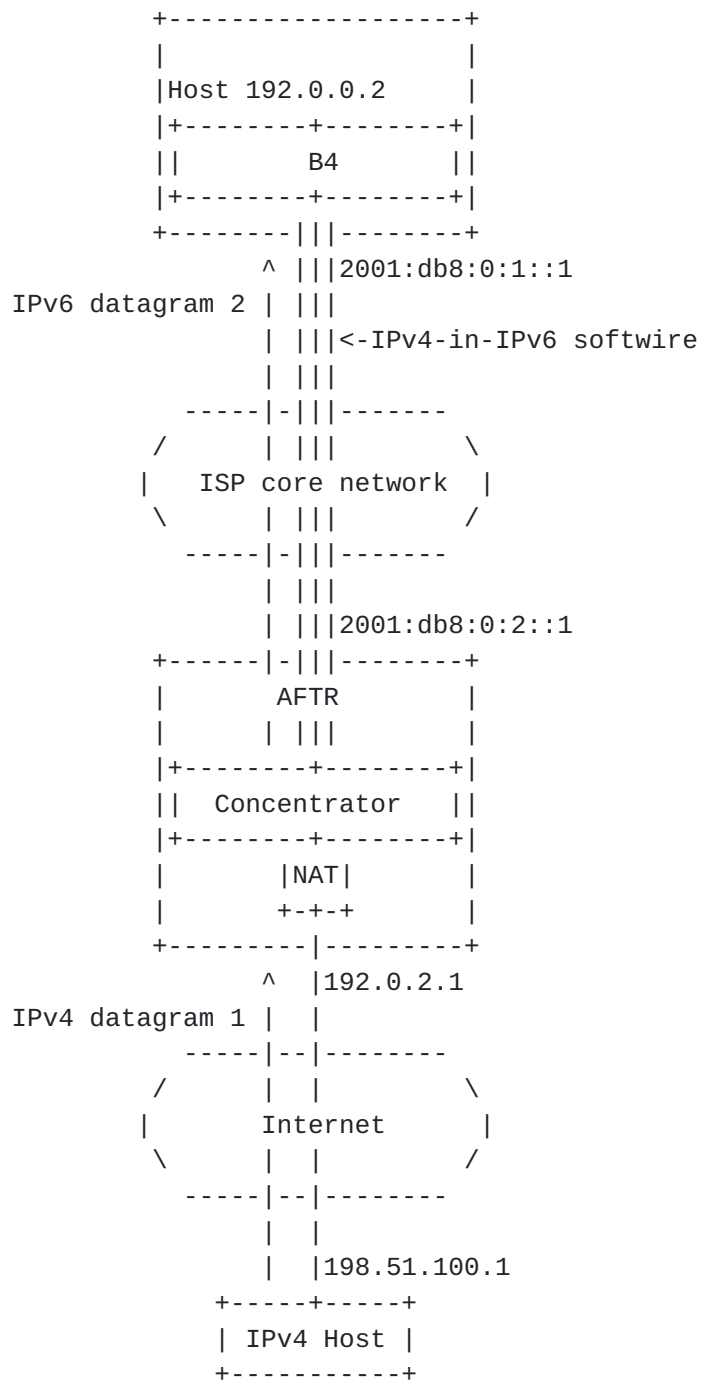 Host 192.0.0.2
B4
2001:db8:0:1::1
IPv6 datagram 2
<-IPv4-in-IPv6 softwire
ISP core network
2001:db8:0:2::1
AFTR
Concentrator
NAT
192.0.2.1
IPv4 datagram 1
Internet
198.51.100.1
IPv4 Host